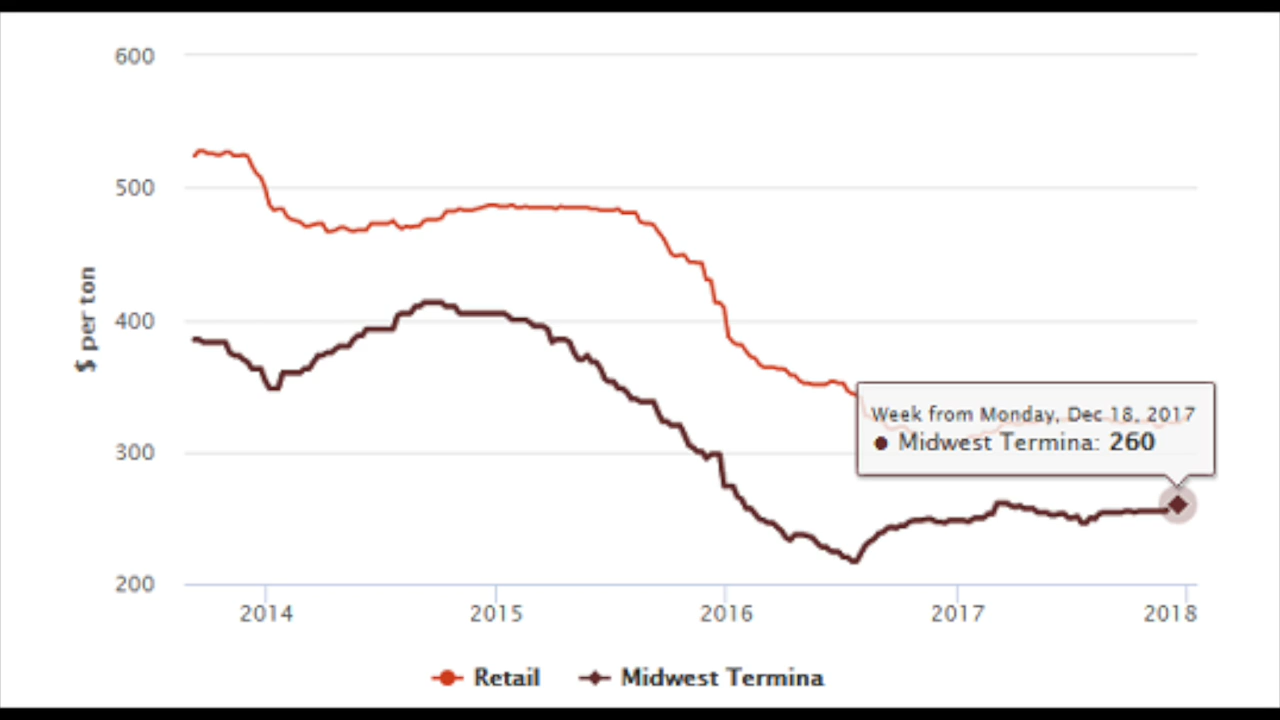 600
500
$ per ton
400
Week from Monday, Dec 18, 2017
Midwest Termina: 260
300
200
2014 2015 2016 2017 2018
Retail Midwest Termina